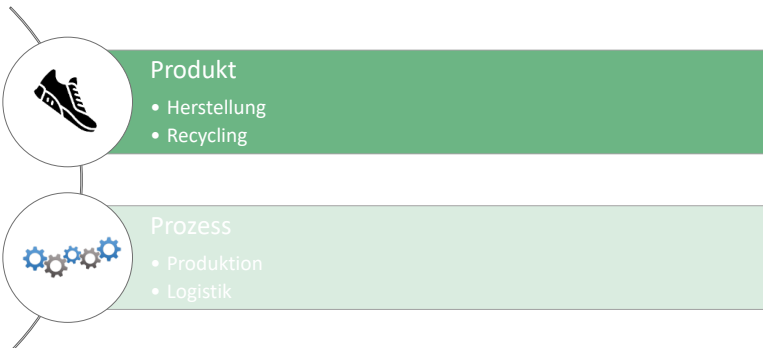 Produkt
• Herstellung
• Recycling
Prozess
• Produktion
• Logistik